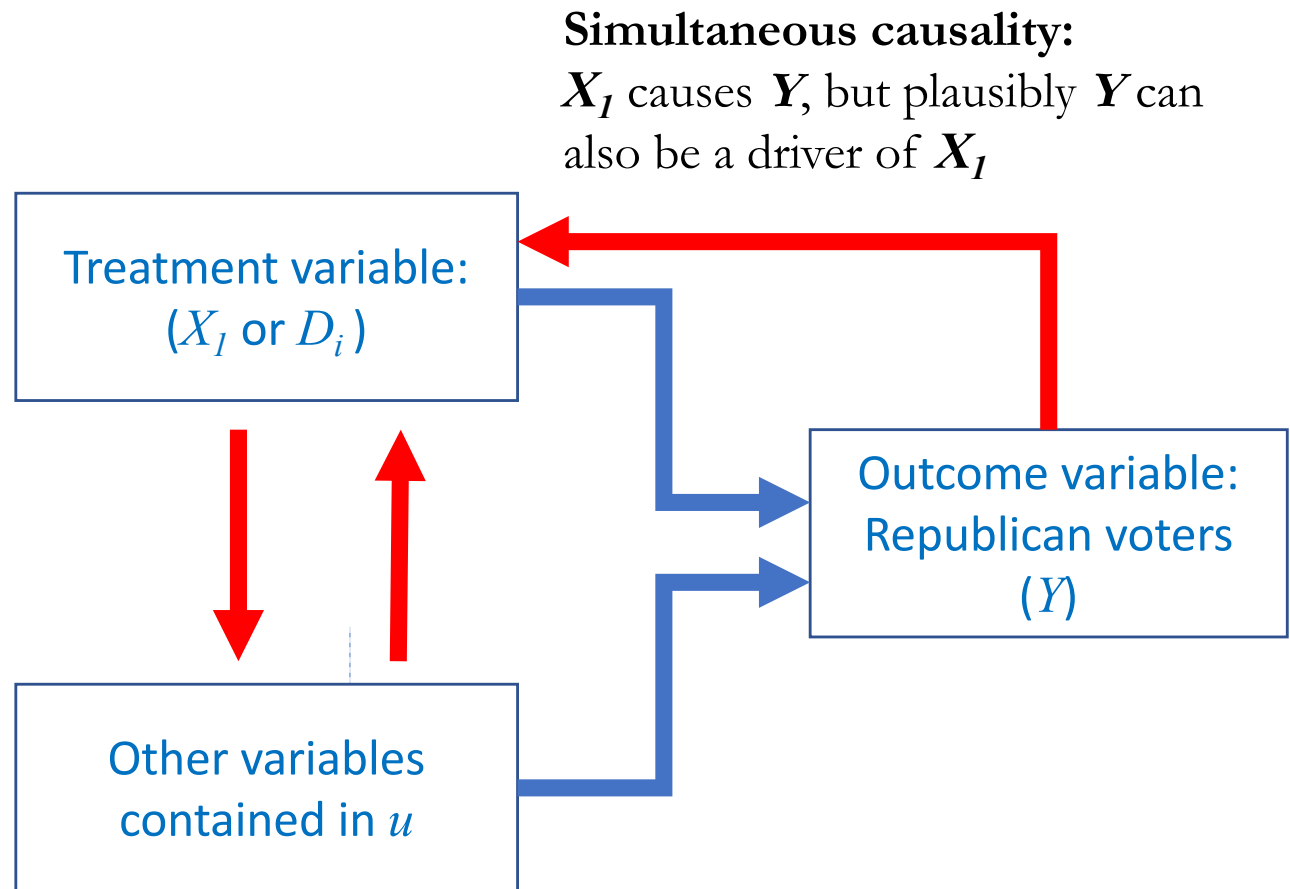 Simultaneous causality:
X1 causes Y, but plausibly Y can
also be a driver of X1
Treatment variable:
(X1 or Di )
Outcome variable:
Republican voters
(Y)
Other variables
contained in u